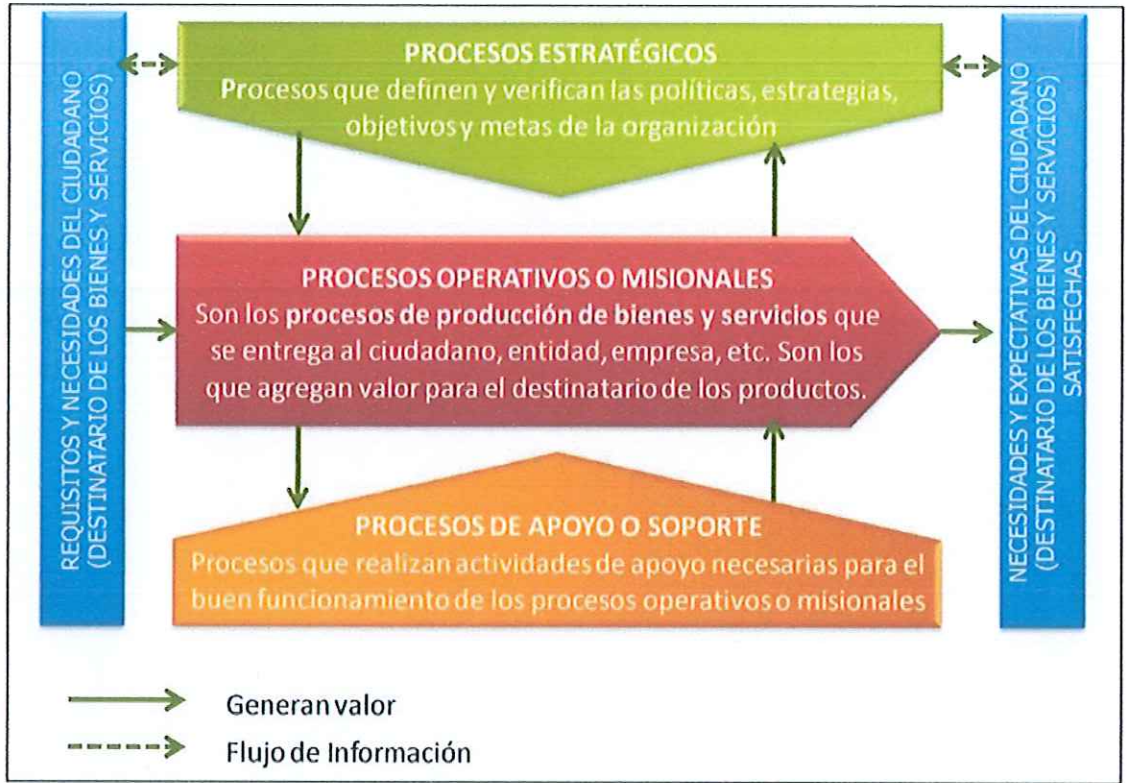 REQUISITOS Y NECESIDADES DEL CIUDADANO
(DESTINATARIO DE LOS BIENES Y SERVICIOS)
PROCESOS ESTRATÉGICOS
Procesos que definen y verifican las políticas, estrategias,
objetivos y metas de la organización
PROCESOS OPERATIVOS O MISIONALES
Son los procesos de producción de bienes y servicios que
se entrega al ciudadano, entidad, empresa, etc. Son los
que agregan valor para el destinatario de los productos.
PROCESOS DE APOYO O SOPORTE
Procesos que realizan actividades de apoyo necesarias para el
buen funcionamiento de los procesos operativos o misionales
NECESIDADES Y EXPECTATIVAS DEL CIUDADANO
(DESTINATARIO DE LOS BIENES Y SERVICIOS)
SATISFECHAS
Generan valor
Flujo de Información